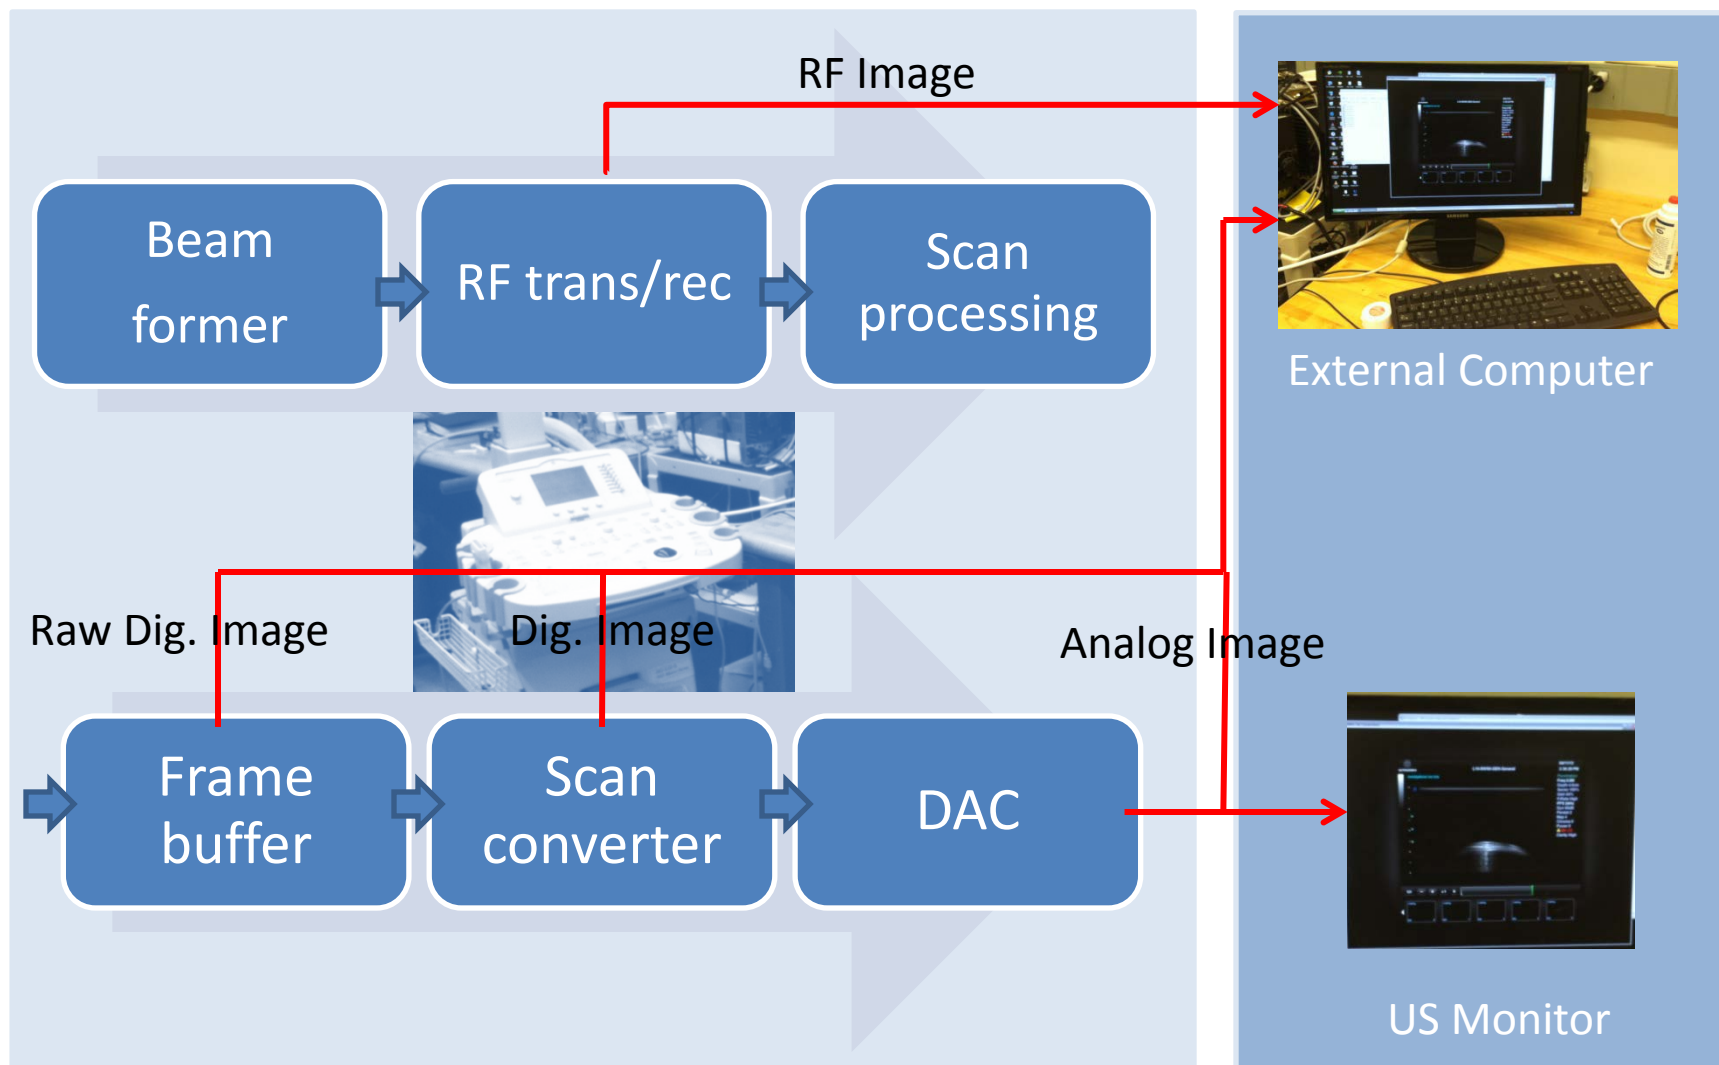 RF Image
Beam
former
RF trans/rec
Scan
processing
External Computer
Raw Dig. Image
Dig. Image
Analog Image
Frame
buffer
Scan
converter
DAC
US Monitor
SAMSUNG